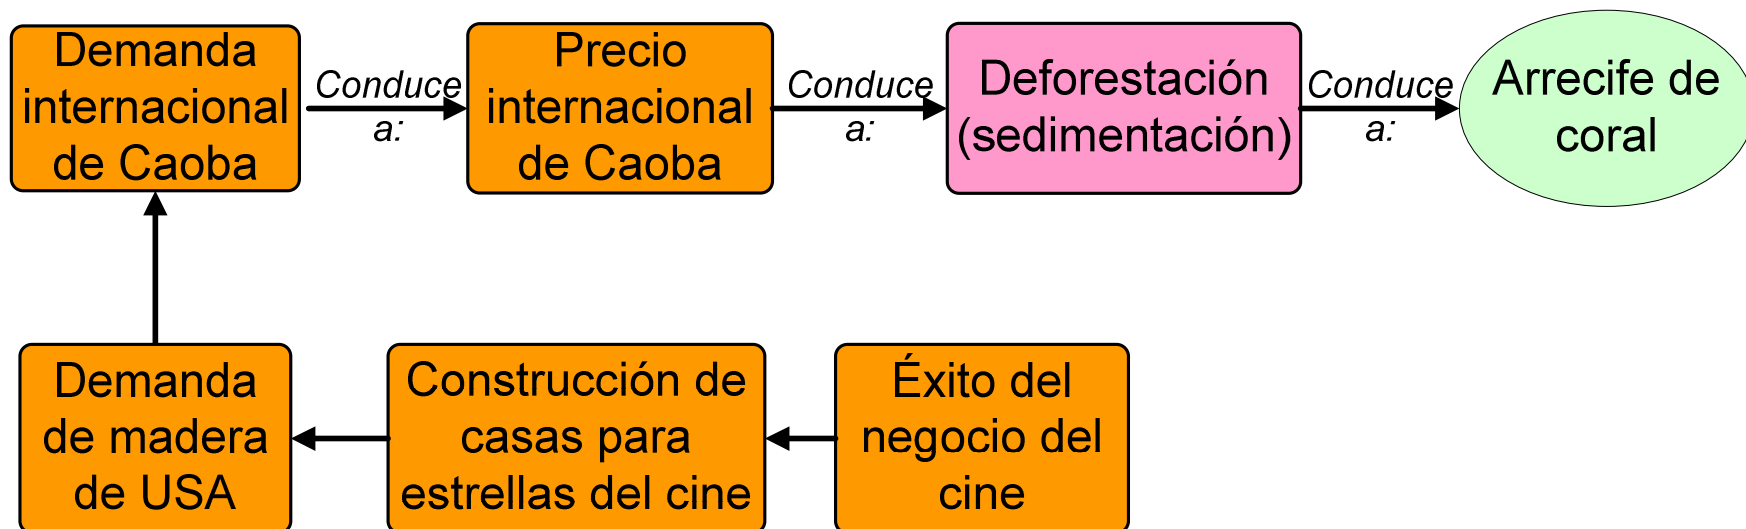 Demanda
internacional
de Caoba
Conduce
a:
Precio
internacional
de Caoba
Conduce
a:
Deforestación
(sedimentación)
Conduce
a:
Arrecife de
coral
Demanda
de madera
de USA
Construcción de
casas para
estrellas del cine
Éxito del
negocio del
cine